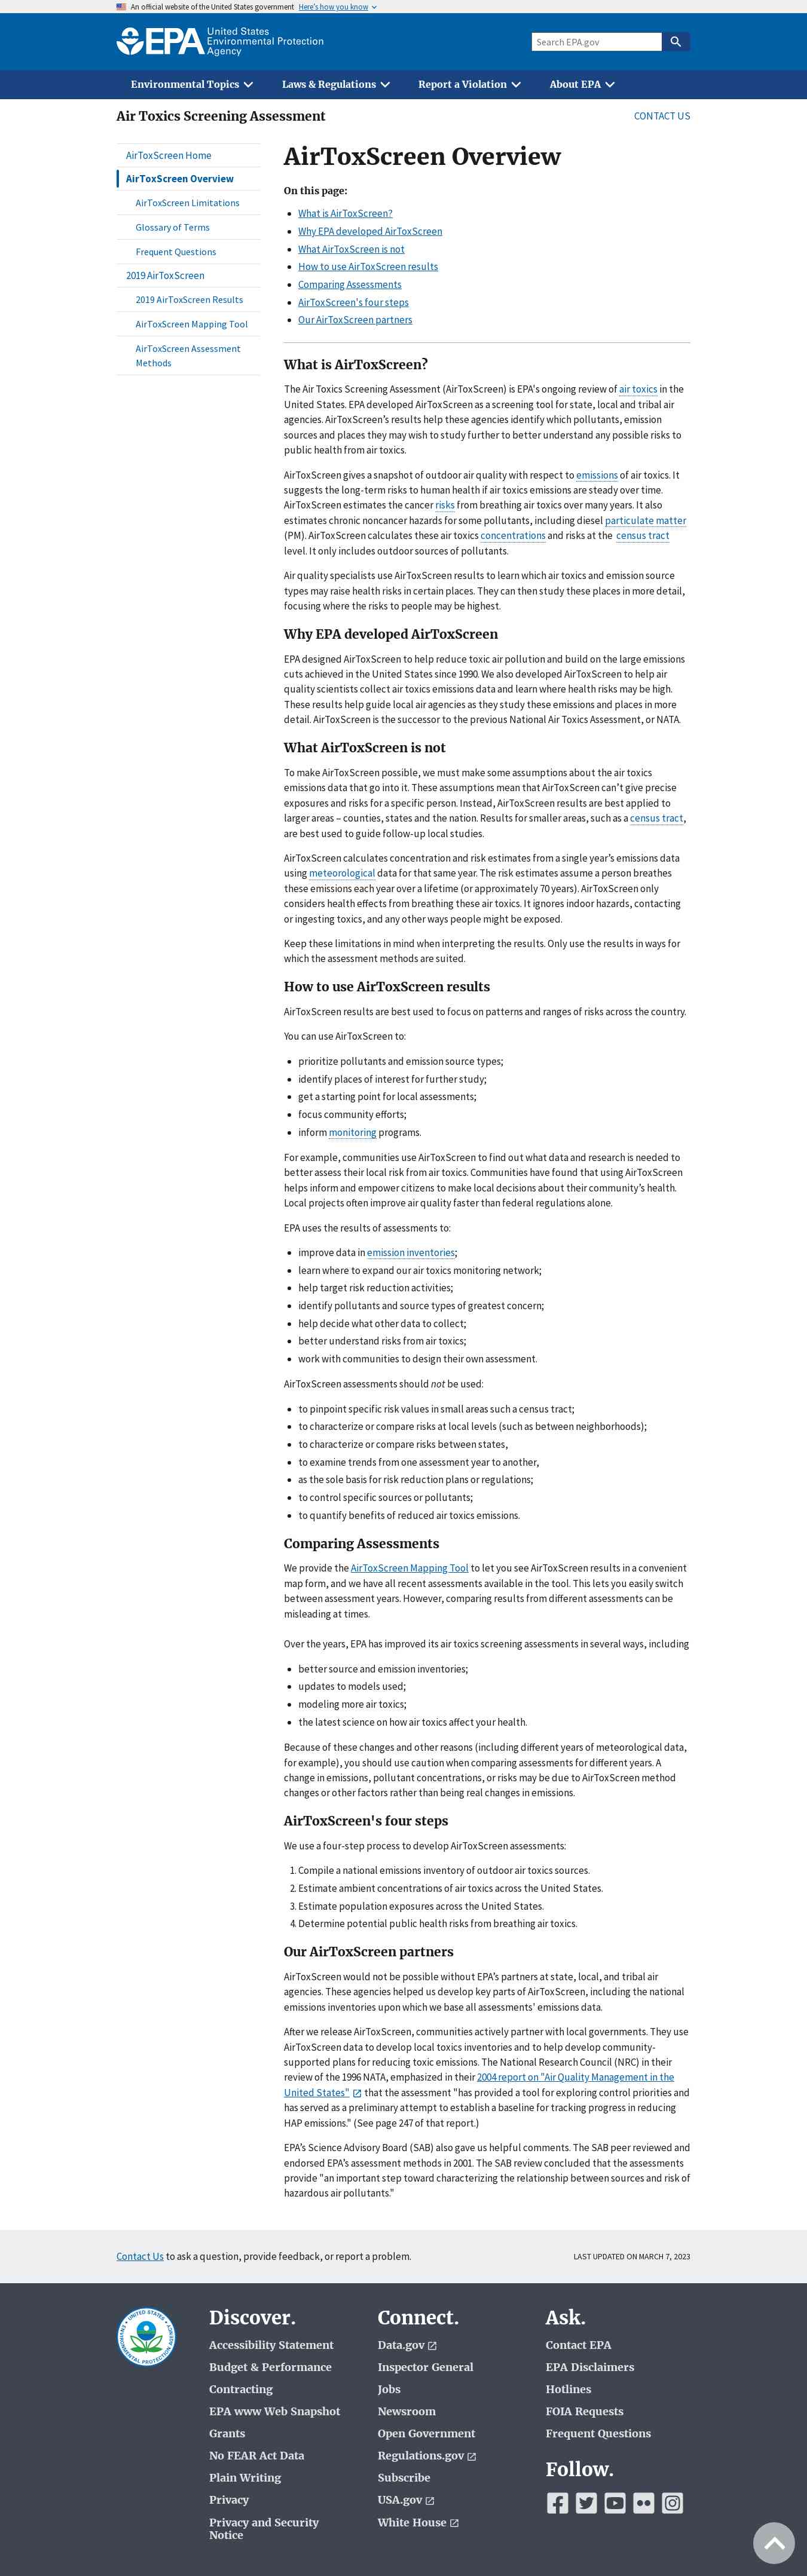 An official website of the United States government Here's how you know
EPA United States
Environmental Protection
Agency
Search EPA.gov
Environmental Topics Laws & Regulations Report a Violation About EPA
Air Toxics Screening Assessment
CONTACT US
AirToxScreen Home
AirToxScreen Overview
AirToxScreen Limitations
Glossary of Terms
Frequent Questions
2019 AirToxScreen
2019 AirToxScreen Results
AirToxScreen Mapping Tool
AirToxScreen Assessment
Methods
AirToxScreen Overview
On this page:
• What is AirToxScreen?
• Why EPA developed AirToxScreen
• What AirToxScreen is not
• How to use AirToxScreen results
• Comparing Assessments
• AirToxScreen's four steps
• Our AirToxScreen partners
What is AirToxScreen?
The Air Toxics Screening Assessment (AirToxScreen) is EPA's ongoing review of air toxics in the
United States. EPA developed AirToxScreen as a screening tool for state, local and tribal air
agencies. AirToxScreen’s results help these agencies identify which pollutants, emission
sources and places they may wish to study further to better understand any possible risks to
public health from air toxics.
AirToxScreen gives a snapshot of outdoor air quality with respect to emissions of air toxics. It
suggests the long-term risks to human health if air toxics emissions are steady over time.
AirToxScreen estimates the cancer risks from breathing air toxics over many years. It also
estimates chronic noncancer hazards for some pollutants, including diesel particulate matter
(PM). AirToxScreen calculates these air toxics concentrations and risks at the census tract
level. It only includes outdoor sources of pollutants.
Air quality specialists use AirToxScreen results to learn which air toxics and emission source
types may raise health risks in certain places. They can then study these places in more detail,
focusing where the risks to people may be highest.
Why EPA developed AirToxScreen
EPA designed AirToxScreen to help reduce toxic air pollution and build on the large emissions
cuts achieved in the United States since 1990. We also developed AirToxScreen to help air
quality scientists collect air toxics emissions data and learn where health risks may be high.
These results help guide local air agencies as they study these emissions and places in more
detail. AirToxScreen is the successor to the previous National Air Toxics Assessment, or NATA.
What AirToxScreen is not
To make AirToxScreen possible, we must make some assumptions about the air toxics
emissions data that go into it. These assumptions mean that AirToxScreen can’t give precise
exposures and risks for a specific person. Instead, AirToxScreen results are best applied to
larger areas – counties, states and the nation. Results for smaller areas, such as a census tract,
are best used to guide follow-up local studies.
AirToxScreen calculates concentration and risk estimates from a single year’s emissions data
using meteorological data for that same year. The risk estimates assume a person breathes
these emissions each year over a lifetime (or approximately 70 years). AirToxScreen only
considers health effects from breathing these air toxics. It ignores indoor hazards, contacting
or ingesting toxics, and any other ways people might be exposed.
Keep these limitations in mind when interpreting the results. Only use the results in ways for
which the assessment methods are suited.
How to use AirToxScreen results
AirToxScreen results are best used to focus on patterns and ranges of risks across the country.
You can use AirToxScreen to:
• prioritize pollutants and emission source types;
• identify places of interest for further study;
• get a starting point for local assessments;
• focus community efforts;
• inform monitoring programs.
For example, communities use AirToxScreen to find out what data and research is needed to
better assess their local risk from air toxics. Communities have found that using AirToxScreen
helps inform and empower citizens to make local decisions about their community’s health.
Local projects often improve air quality faster than federal regulations alone.
EPA uses the results of assessments to:
• improve data in emission inventories;
• learn where to expand our air toxics monitoring network;
• help target risk reduction activities;
• identify pollutants and source types of greatest concern;
• help decide what other data to collect;
• better understand risks from air toxics;
• work with communities to design their own assessment.
AirToxScreen assessments should not be used:
• to pinpoint specific risk values in small areas such a census tract;
• to characterize or compare risks at local levels (such as between neighborhoods);
• to characterize or compare risks between states,
• to examine trends from one assessment year to another,
• as the sole basis for risk reduction plans or regulations;
• to control specific sources or pollutants;
• to quantify benefits of reduced air toxics emissions.
Comparing Assessments
We provide the AirToxScreen Mapping Tool to let you see AirToxScreen results in a convenient
map form, and we have all recent assessments available in the tool. This lets you easily switch
between assessment years. However, comparing results from different assessments can be
misleading at times.
Over the years, EPA has improved its air toxics screening assessments in several ways, including
• better source and emission inventories;
• updates to models used;
• modeling more air toxics;
• the latest science on how air toxics affect your health.
Because of these changes and other reasons (including different years of meteorological data,
for example), you should use caution when comparing assessments for different years. A
change in emissions, pollutant concentrations, or risks may be due to AirToxScreen method
changes or other factors rather than being real changes in emissions.
AirToxScreen's four steps
We use a four-step process to develop AirToxScreen assessments:
1. Compile a national emissions inventory of outdoor air toxics sources.
2. Estimate ambient concentrations of air toxics across the United States.
3. Estimate population exposures across the United States.
4. Determine potential public health risks from breathing air toxics.
Our AirToxScreen partners
AirToxScreen would not be possible without EPA’s partners at state, local, and tribal air
agencies. These agencies helped us develop key parts of AirToxScreen, including the national
emissions inventories upon which we base all assessments' emissions data.
After we release AirToxScreen, communities actively partner with local governments. They use
AirToxScreen data to develop local toxics inventories and to help develop community-
supported plans for reducing toxic emissions. The National Research Council (NRC) in their
review of the 1996 NATA, emphasized in their 2004 report on "Air Quality Management in the
United States" that the assessment "has provided a tool for exploring control priorities and
has served as a preliminary attempt to establish a baseline for tracking progress in reducing
HAP emissions." (See page 247 of that report.)
EPA’s Science Advisory Board (SAB) also gave us helpful comments. The SAB peer reviewed and
endorsed EPA’s assessment methods in 2001. The SAB review concluded that the assessments
provide "an important step toward characterizing the relationship between sources and risk of
hazardous air pollutants."
Contact Us to ask a question, provide feedback, or report a problem.
LAST UPDATED ON MARCH 7, 2023
UNITED STATES
ENVIRONMENTAL PROTECTION AGENCY
Discover.
Accessibility Statement
Budget & Performance
Contracting
EPA www Web Snapshot
Grants
No FEAR Act Data
Plain Writing
Privacy
Privacy and Security
Notice
Connect.
Data.gov
Inspector General
Jobs
Newsroom
Open Government
Regulations.gov
Subscribe
USA.gov
White House
Ask.
Contact EPA
EPA Disclaimers
Hotlines
FOIA Requests
Frequent Questions
Follow.